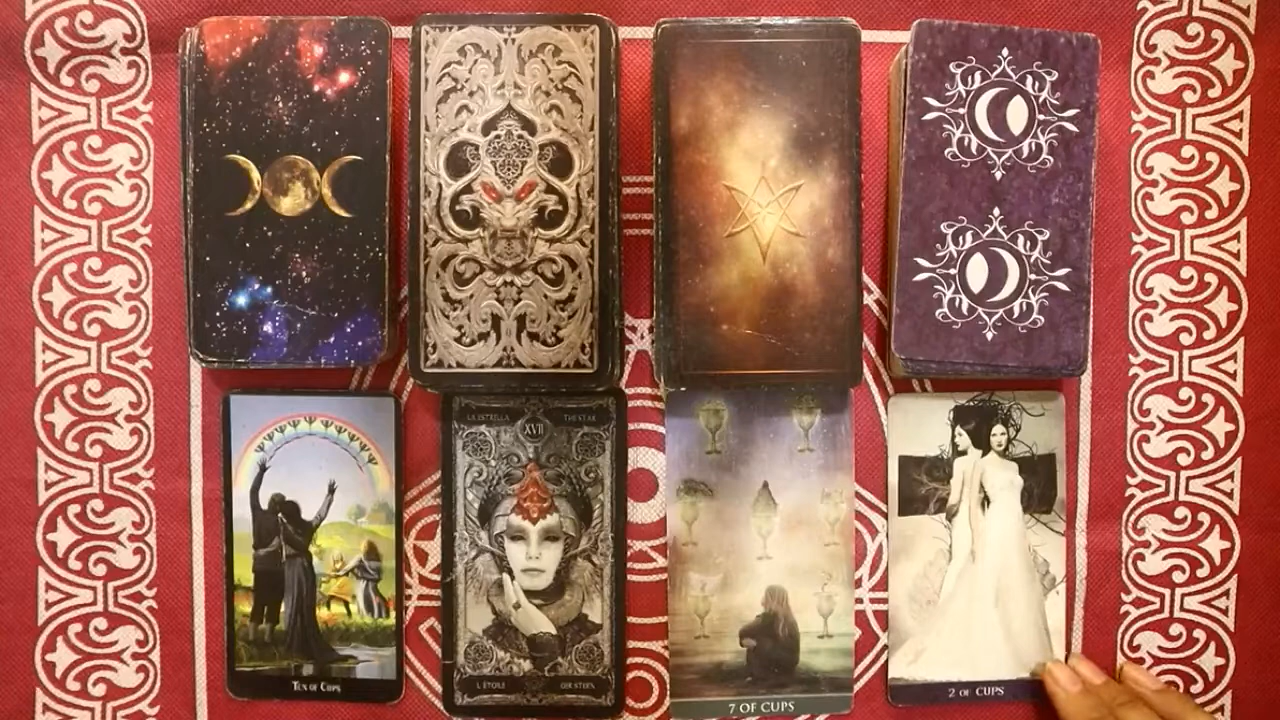 LA ESTRELLA THE STAR
XVII
L'ÉTOILE DER STERN
TEN OF CUPS
7 OF CUPS
2 OF CUPS